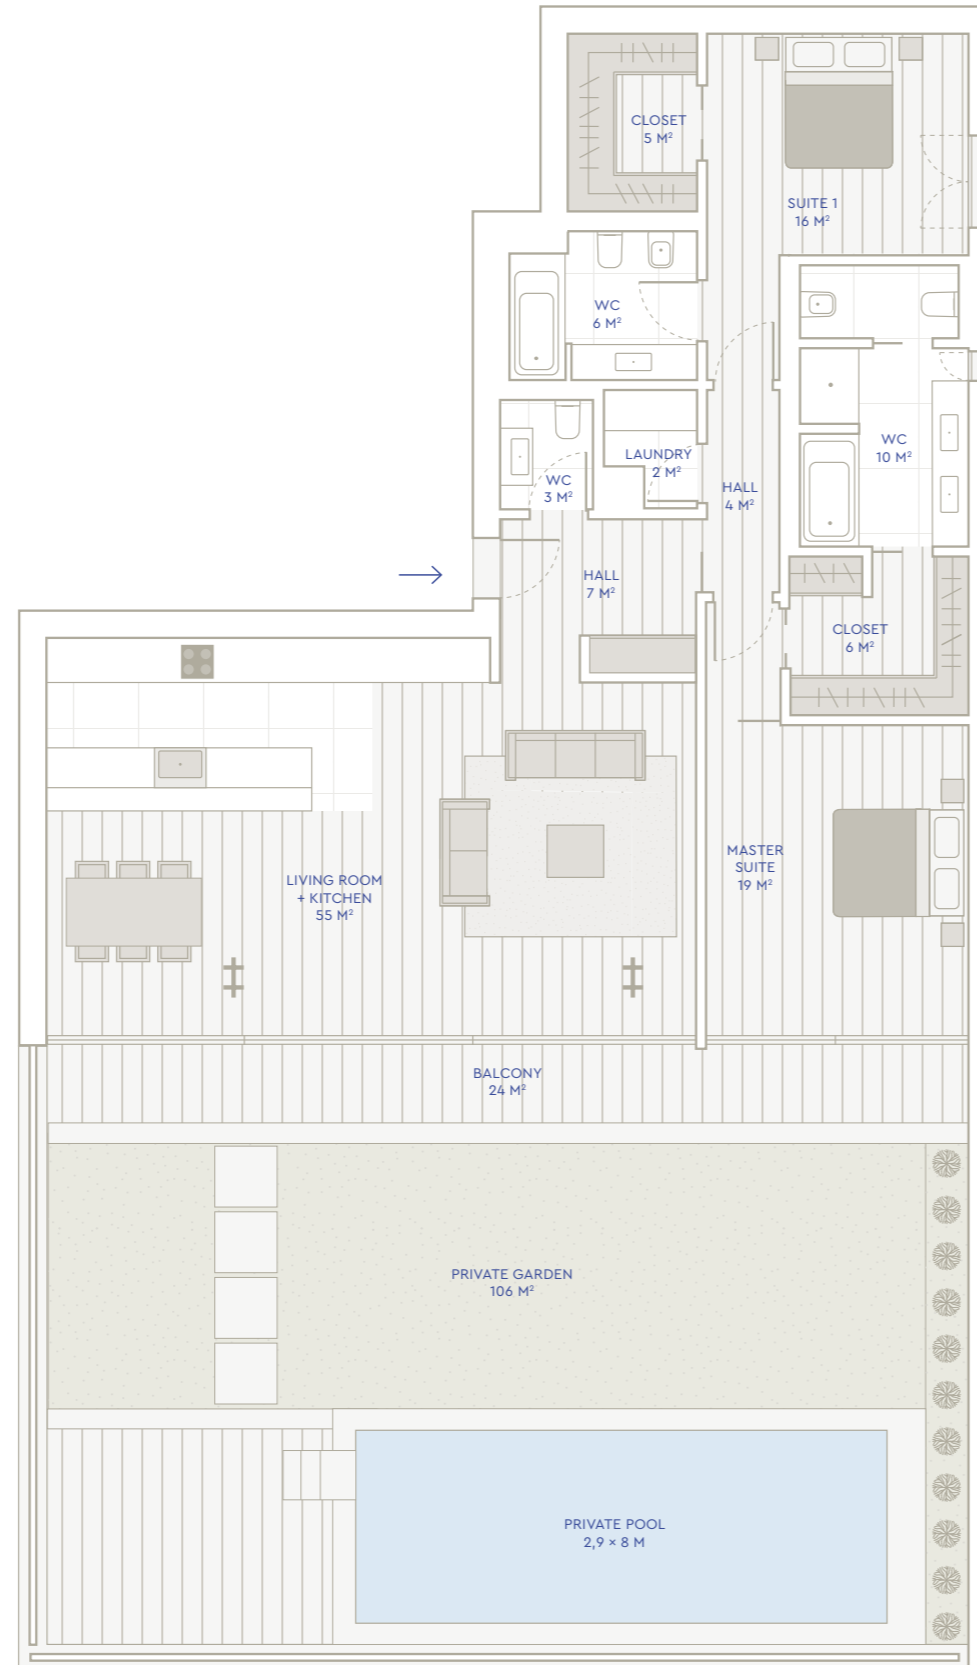 CLOSET
5 M²
SUITE 1
16 M²
WC
6 M²
WC
10 M²
LAUNDRY
2 M²
WC
3 M²
HALL
4 M²
HALL
7 M²
CLOSET
6 M²
MASTER
SUITE
19 M²
LIVING ROOM
+ KITCHEN
55 M²
BALCONY
24 M²
PRIVATE GARDEN
106 M²
PRIVATE POOL
2,9 × 8 M